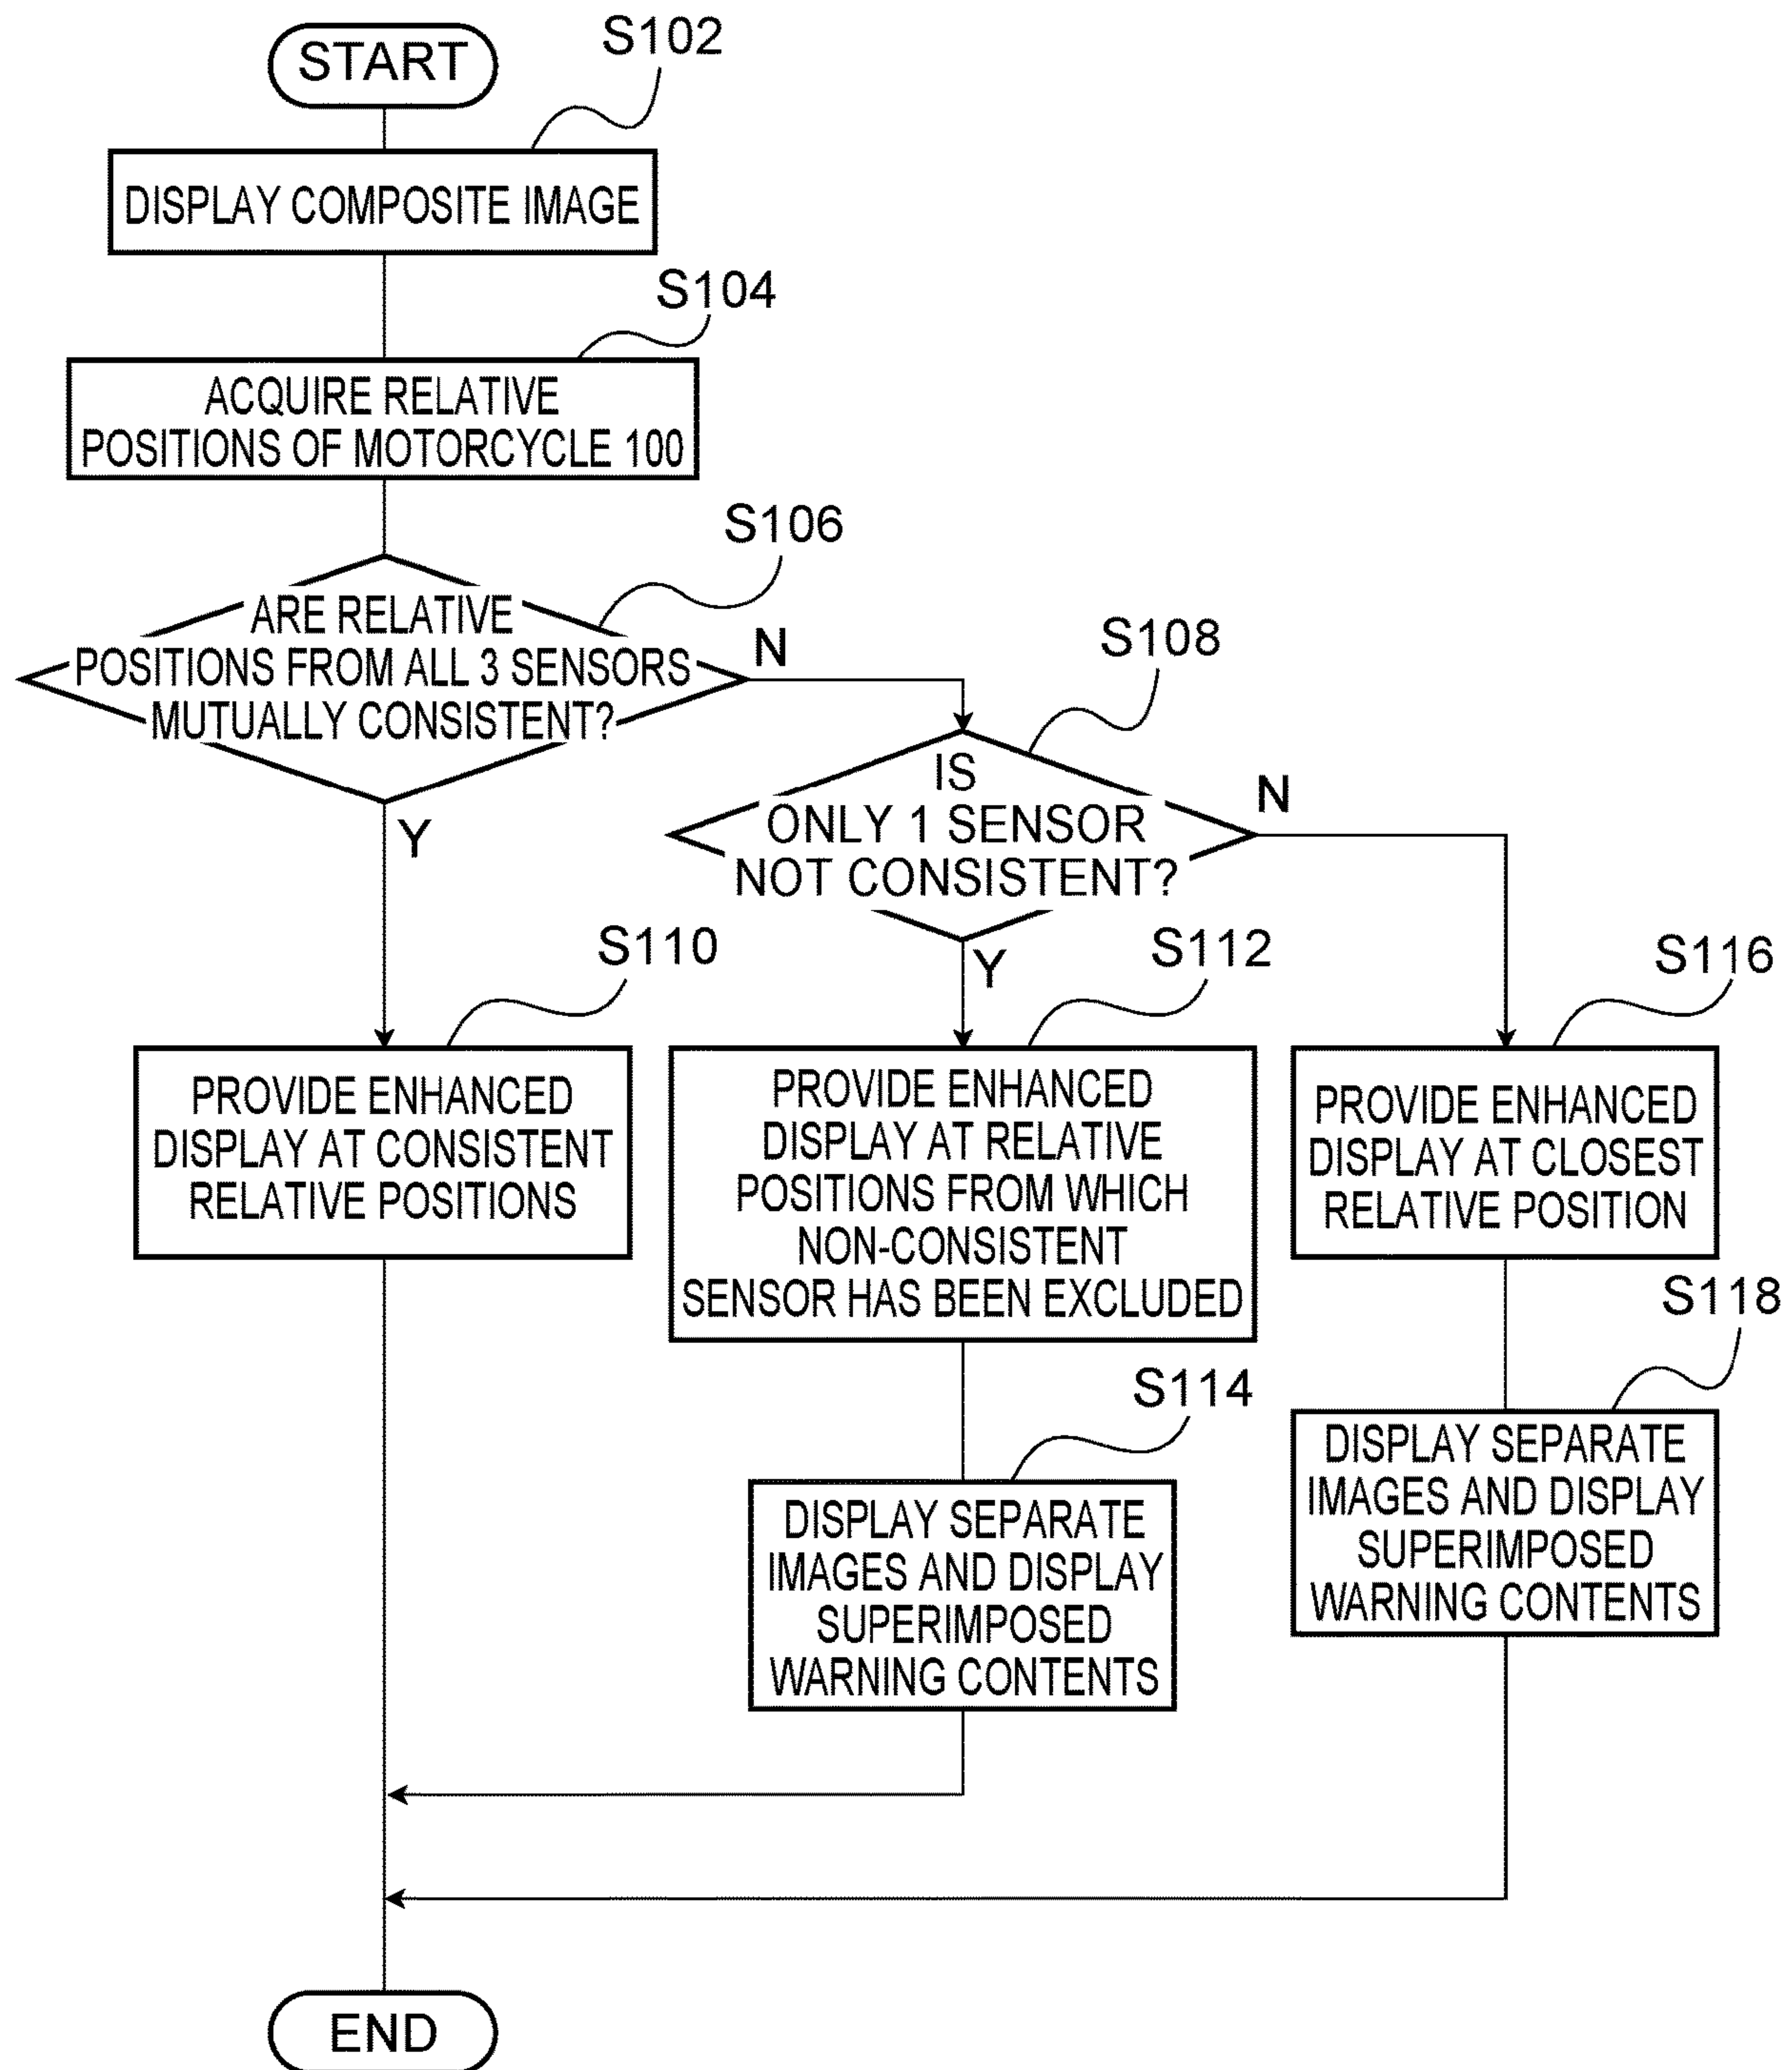 START
S102
DISPLAY COMPOSITE IMAGE
S104
ACQUIRE RELATIVE
POSITIONS OF MOTORCYCLE 100
S106
ARE RELATIVE
POSITIONS FROM ALL 3 SENSORS
MUTUALLY CONSISTENT?
N
Y
S108
IS
ONLY 1 SENSOR
NOT CONSISTENT?
N
Y
S110
PROVIDE ENHANCED
DISPLAY AT CONSISTENT
RELATIVE POSITIONS
S112
PROVIDE ENHANCED
DISPLAY AT RELATIVE
POSITIONS FROM WHICH
NON-CONSISTENT
SENSOR HAS BEEN EXCLUDED
S116
PROVIDE ENHANCED
DISPLAY AT CLOSEST
RELATIVE POSITION
S114
DISPLAY SEPARATE
IMAGES AND DISPLAY
SUPERIMPOSED
WARNING CONTENTS
S118
DISPLAY SEPARATE
IMAGES AND DISPLAY
SUPERIMPOSED
WARNING CONTENTS
END